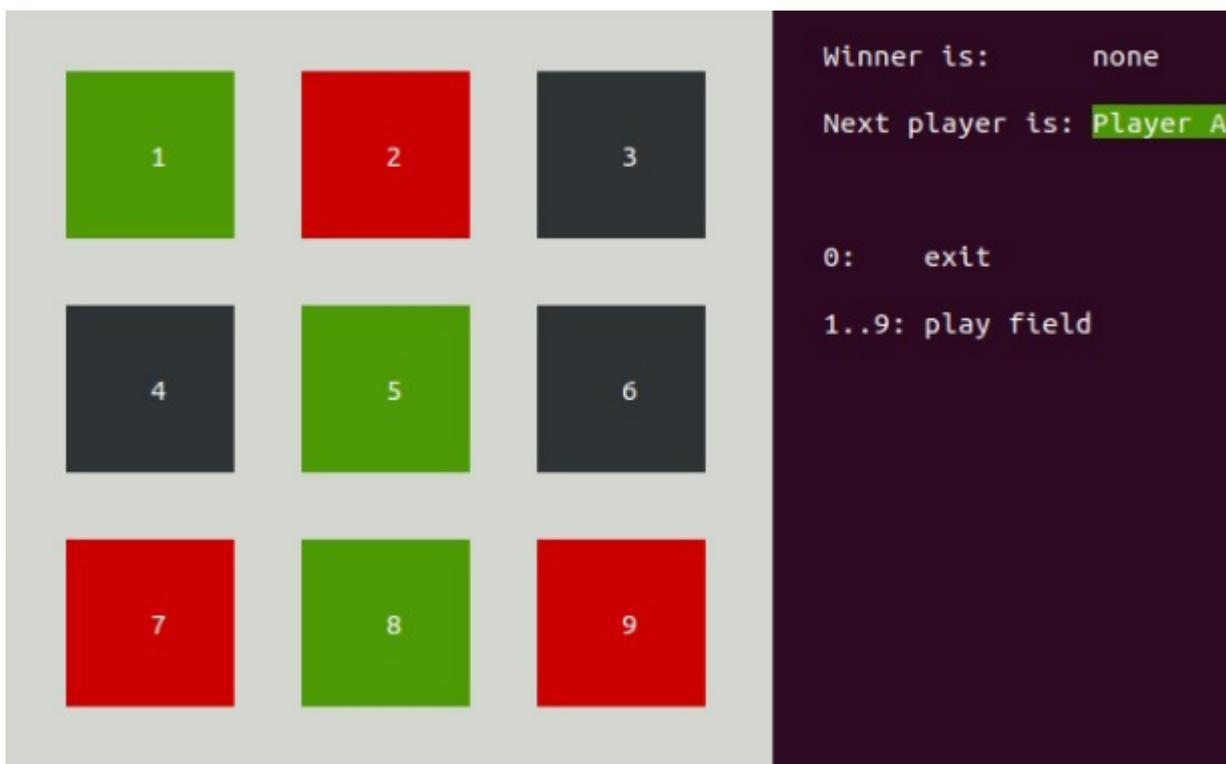 1 2 3
4 5 6
7 8 9
Winner is: none
Next player is: Player A
0: exit
1..9: play field